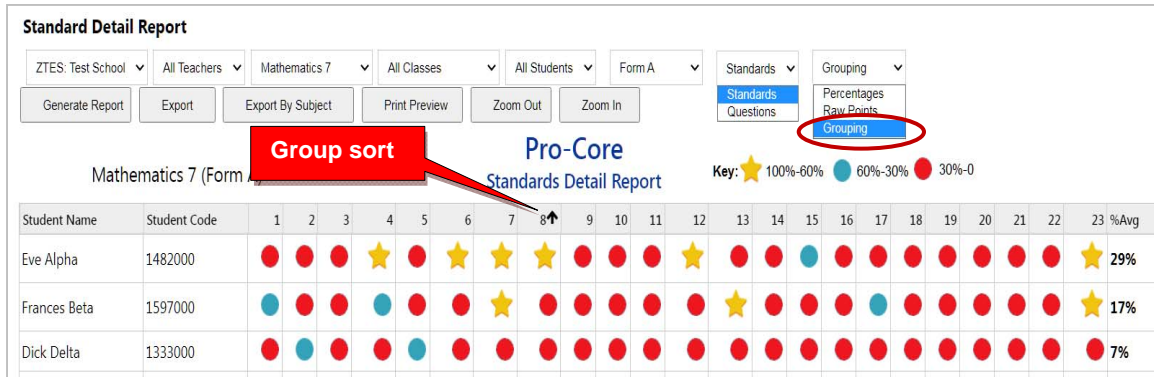 Standard Detail Report
ZTES: Test School All Teachers Mathematics 7 All Classes All Students Form A Standards Grouping
Standards Percentages
Questions Raw Points
Grouping
Generate Report Export Export By Subject Print Preview Zoom Out Zoom In
Group sort
Pro-Core
Mathematics 7 (Form
Standards Detail Report
Key: 100%-60% 60%-30% 30%-0
Student Name Student Code 1 2 3 4 5 6 7 8 9 10 11 12 13 14 15 16 17 18 19 20 21 22 23 %Avg
Eve Alpha 1482000 29%
Frances Beta 1597000 17%
Dick Delta 1333000 7%